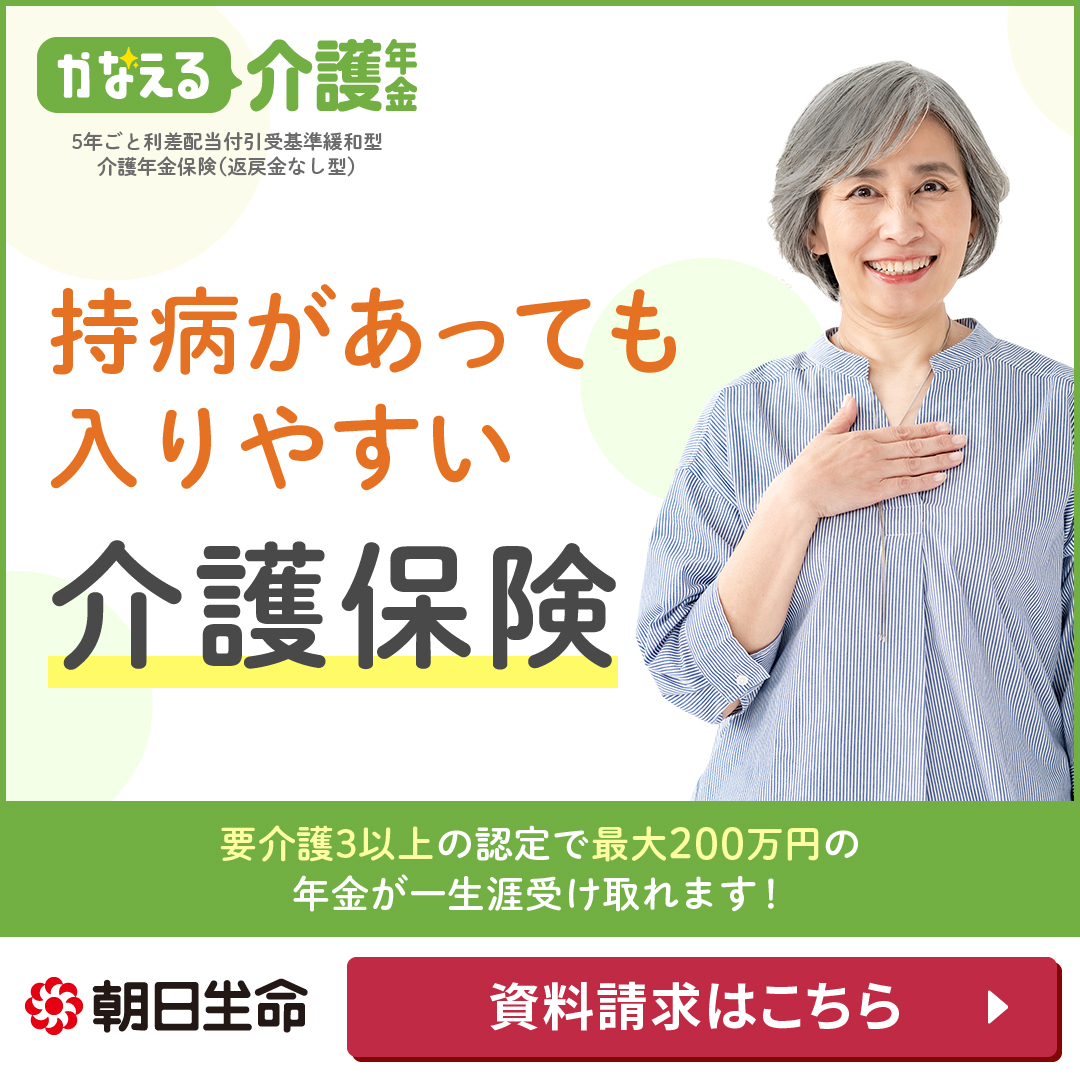 かなえる介護年金
5年ごと利差配当付引受基準緩和型
介護年金保険(返戻金なし型)
持病があっても
入りやすい
介護保険
要介護3以上の認定で最大200万円の
年金が一生涯受け取れます!
朝日生命
資料請求はこちら